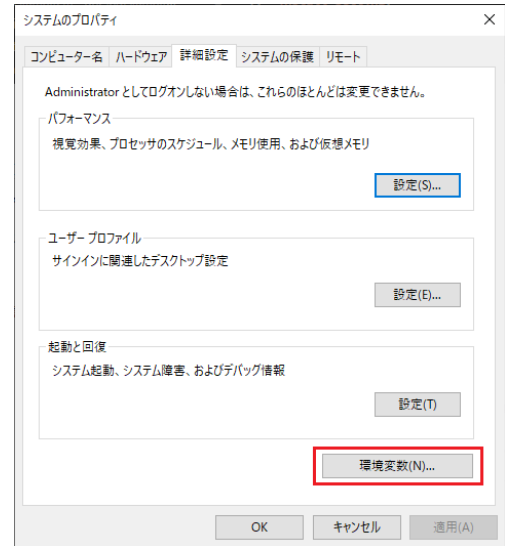 システムのプロパティ
コンピューター名 ハードウェア 詳細設定 システムの保護 リモート
Administrator としてログオンしない場合は、これらのほとんどは変更できません。
パフォーマンス
視覚効果、プロセッサのスケジュール、メモリ使用、および仮想メモリ
設定(S)...
ユーザー プロファイル
サインインに関連したデスクトップ設定
設定(E)...
起動と回復
システム起動、システム障害、およびデバッグ情報
設定(T)
環境変数(N)...
OK キャンセル 適用(A)